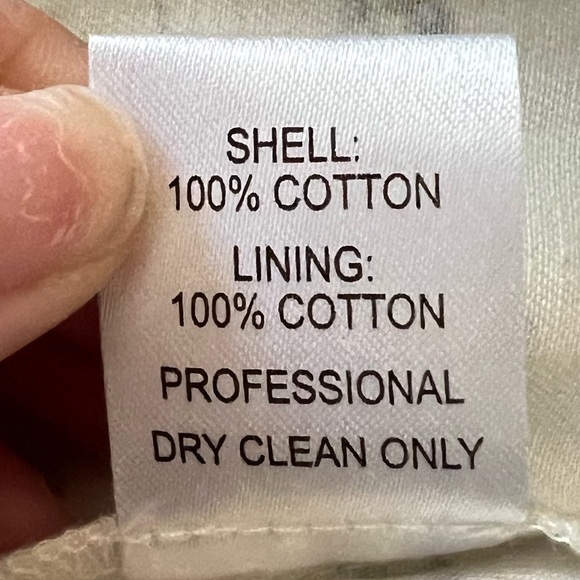 SHELL:
100% COTTON
LINING:
100% COTTON
PROFESSIONAL
DRY CLEAN ONLY